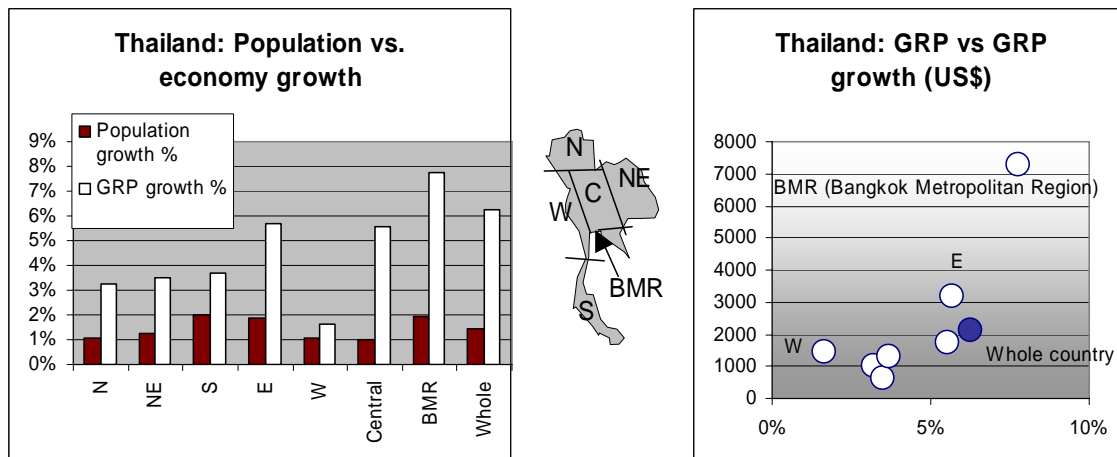 Thailand: Population vs.
economy growth
Population
growth %
GRP growth %
9%
8%
7%
6%
5%
4%
3%
2%
1%
0%
N
NE
S
E
W
Central
BMR
Whole
N
NE
C
W
BMR
S
Thailand: GRP vs GRP
growth (US$)
8000
7000
6000
5000
4000
3000
2000
1000
0
BMR (Bangkok Metropolitan Region)
E
W
Whole country
0%
5%
10%